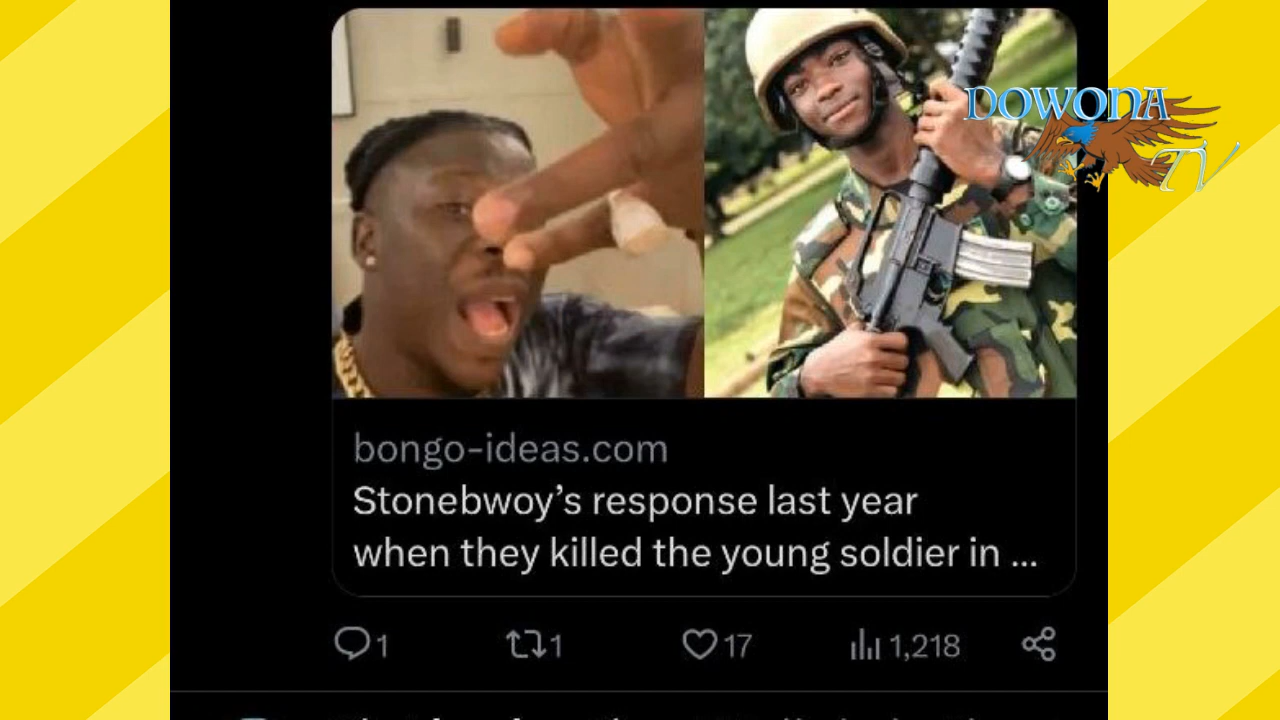 DOWONA
TV
bongo-ideas.com
Stonebwoy’s response last year
when they killed the young soldier in ...
1
1
17
1,218